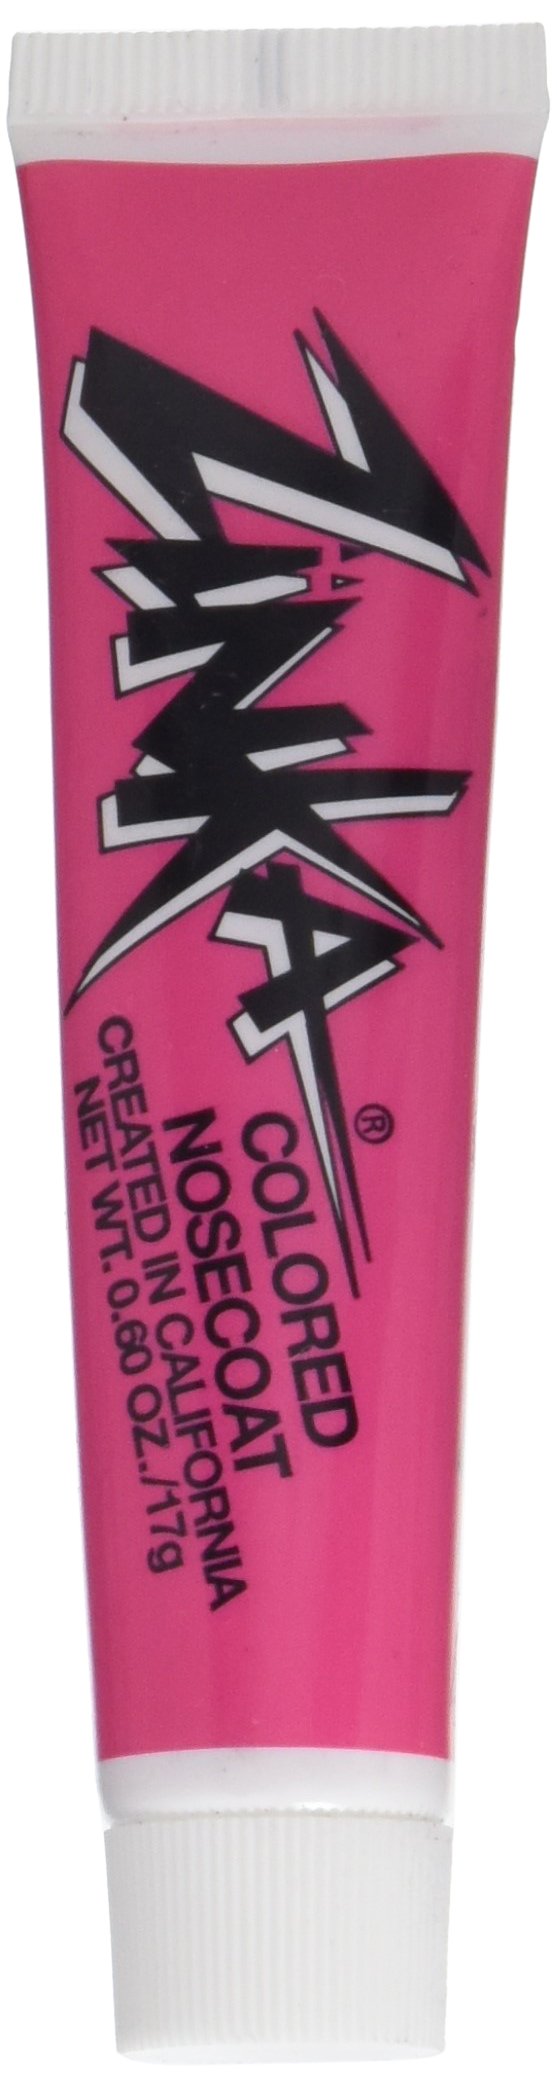 ZINKA®
COLORED
NOSECOAT
CREATED IN CALIFORNIA
NET WT. 0.60 OZ./17g